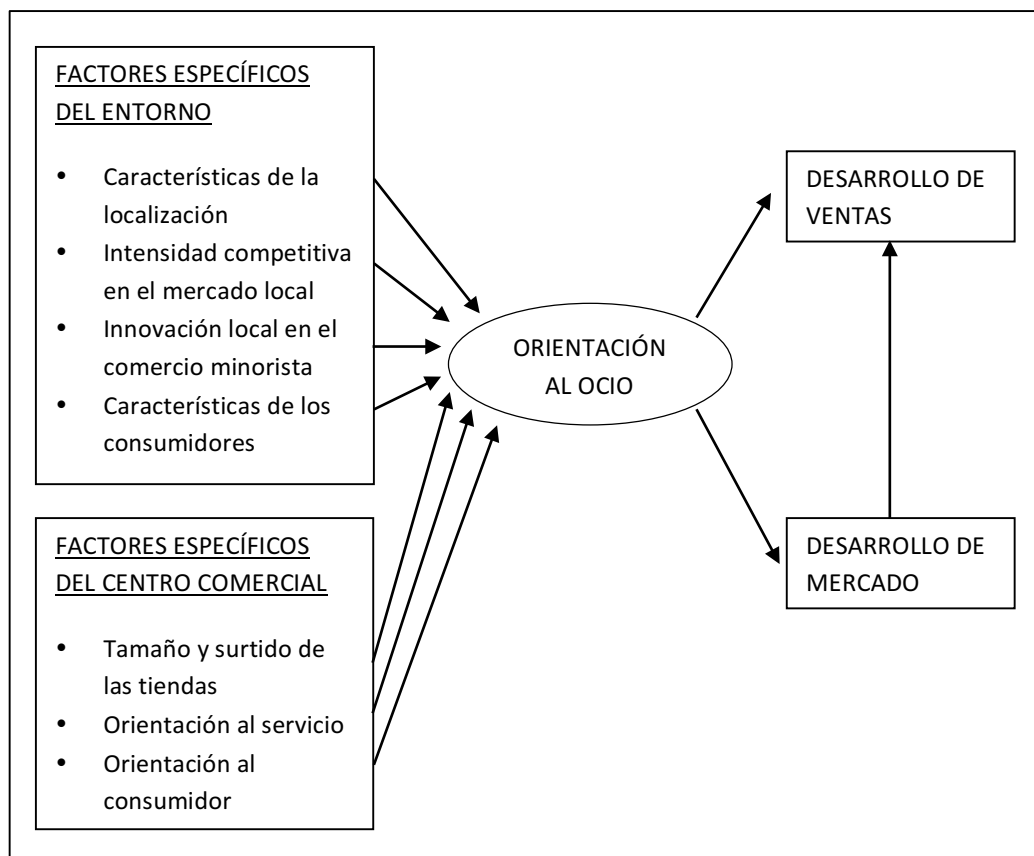 FACTORES ESPECÍFICOS
DEL ENTORNO
• Características de la
localización
• Intensidad competitiva
en el mercado local
• Innovación local en el
comercio minorista
• Características de los
consumidores
FACTORES ESPECÍFICOS
DEL CENTRO COMERCIAL
• Tamaño y surtido de
las tiendas
• Orientación al servicio
• Orientación al
consumidor
ORIENTACIÓN
AL OCIO
DESARROLLO DE
VENTAS
DESARROLLO DE
MERCADO